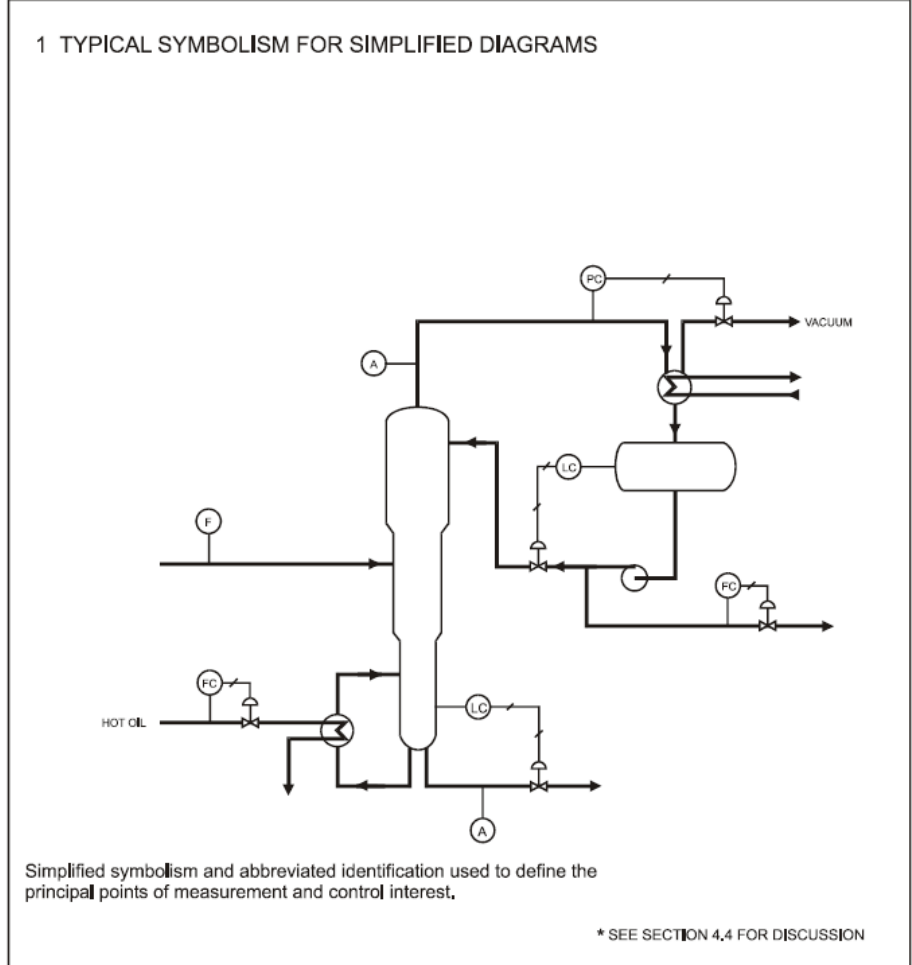 1 TYPICAL SYMBOLISM FOR SIMPLIFIED DIAGRAMS
PC
VACUUM
A
LC
F
FC
FC
LC
HOT OIL
A
Simplified symbolism and abbreviated identification used to define the
principal points of measurement and control interest.
* SEE SECTION 4.4 FOR DISCUSSION